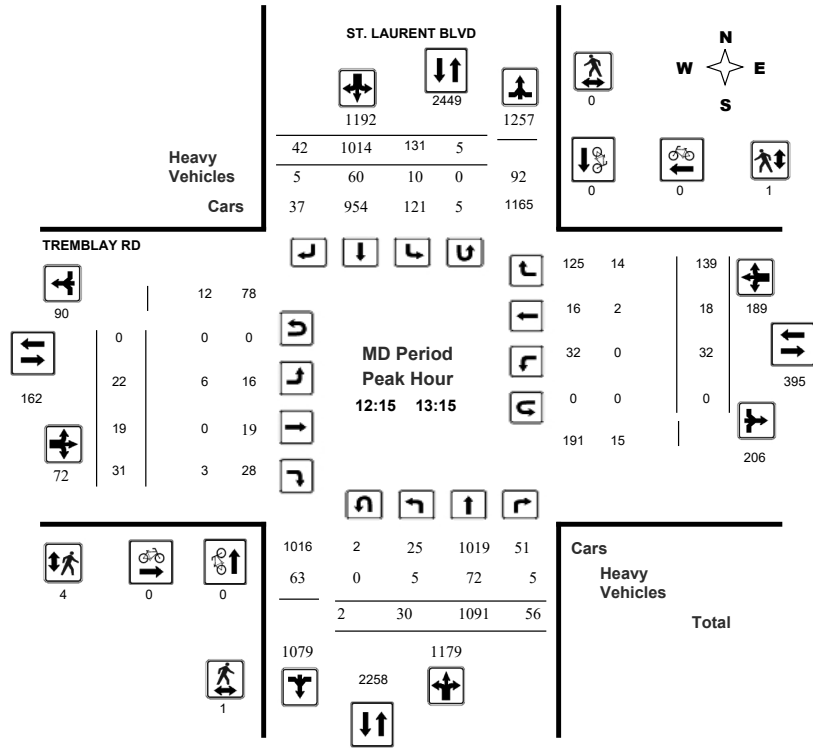 ST. LAURENT BLVD
N
W E
S
2449
0
1192 1257
42 1014 131 5
Heavy
Vehicles
5 60 10 0 92
0 0 1
Cars 37 954 121 5 1165
TREMBLAY RD
125 14 139
12 78
90
16 2 18 189
0 0 0
32 0 32
MD Period
Peak Hour
12:15 13:15
162
22 6 16
395
0 0 0
19 0 19
191 15
206
72 31 3 28
1016 2 25 1019 51 Cars
63 0 5 72 5 Heavy
Vehicles
4 0 0
2 30 1091 56 Total
1079 1179
2258
1